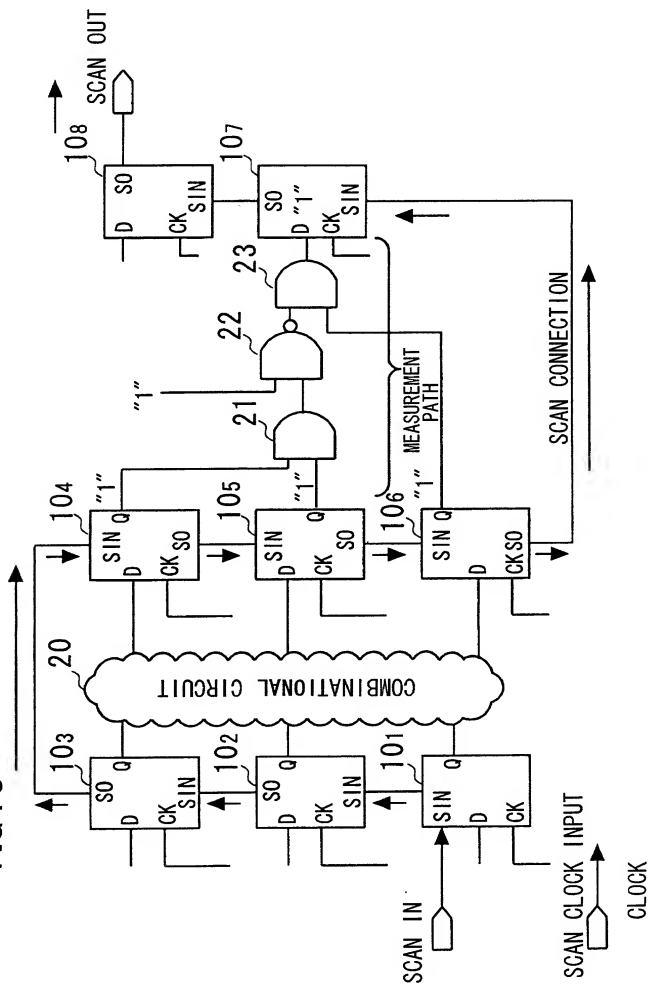 SCAN OUT
108
D
SO
CK
SIN
107
SO
D "1"
CK
SIN
23
22
21
"1"
MEASUREMENT
PATH
SCAN CONNECTION
104
"1"
SIN
Q
D
CK
SO
105
"1"
SIN
Q
D
CK
SO
106
"1"
SIN
Q
D
CK
SO
20
COMBINATIONAL CIRCUIT
103
SO
Q
D
CK
SIN
102
SO
Q
D
CK
SIN
101
Q
SIN
D
CK
SCAN IN
SCAN CLOCK INPUT
CLOCK